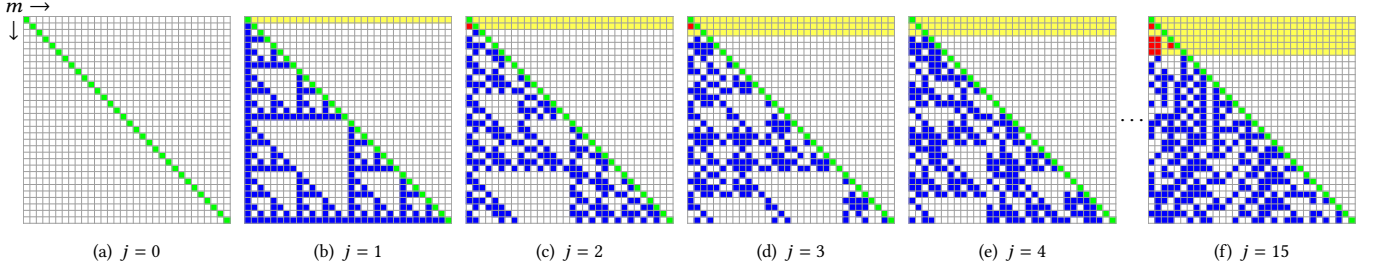 m →
↓
⋯
(a) j = 0
(b) j = 1
(c) j = 2
(d) j = 3
(e) j = 4
(f) j = 15